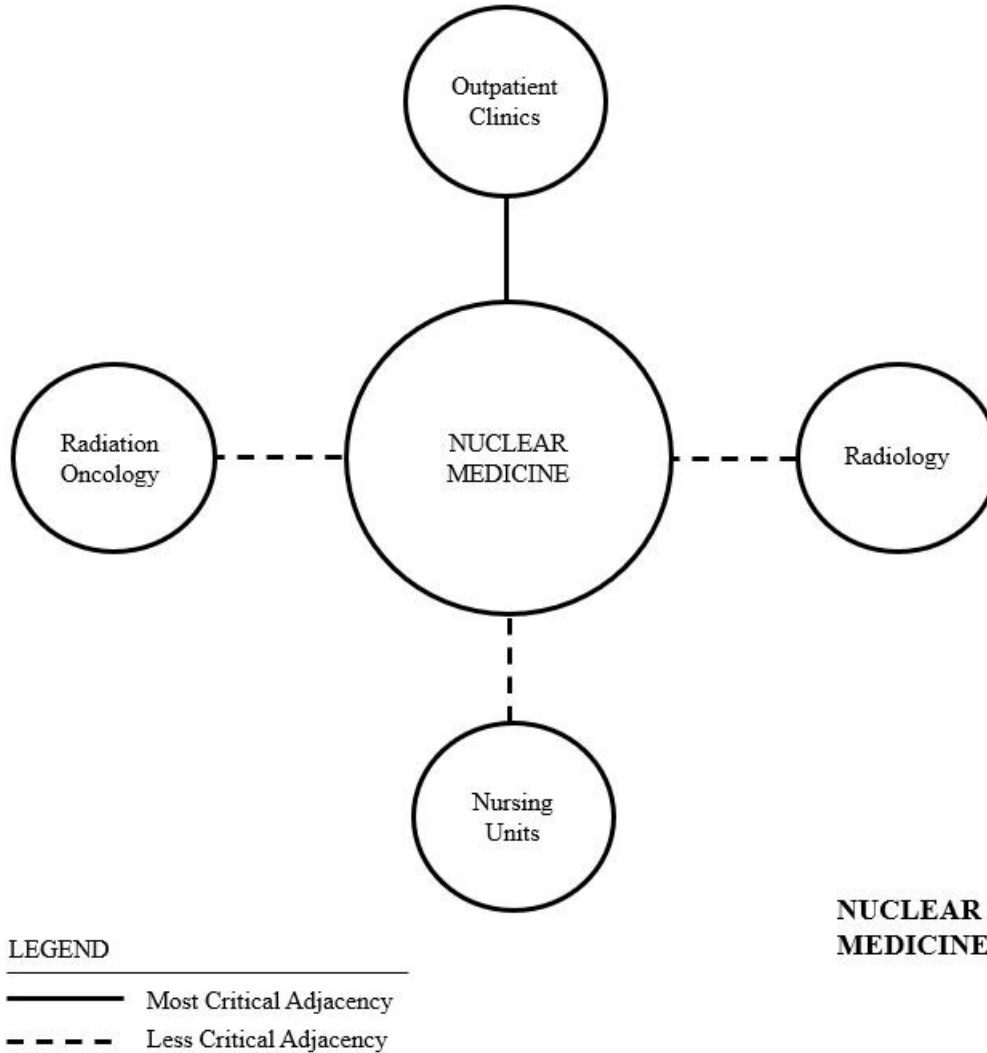 Outpatient
Clinics
Radiation
Oncology
NUCLEAR
MEDICINE
Radiology
Nursing
Units
NUCLEAR
MEDICINE
LEGEND
Most Critical Adjacency
Less Critical Adjacency